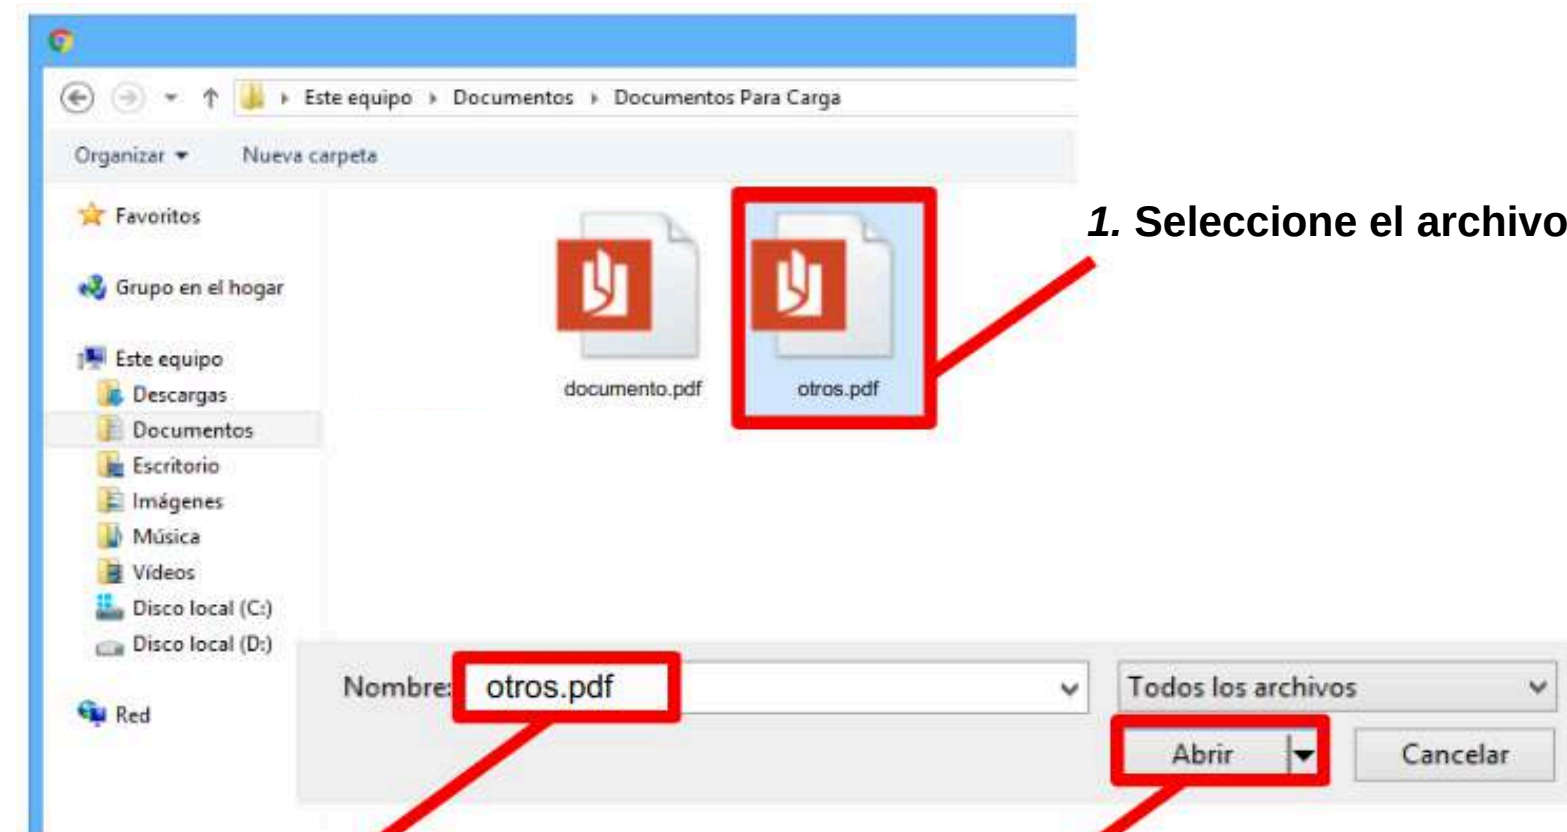 Este equipo Documentos Documentos Para Carga
Organizar Nueva carpeta
Favoritos
Grupo en el hogar
Este equipo
Descargas
Documentos
Escritorio
Imágenes
Música
Vídeos
Disco local (C:)
Disco local (D:)
Red
documento.pdf
otros.pdf
1. Seleccione el archivo
Nombre: otros.pdf
Todos los archivos
Abrir
Cancelar